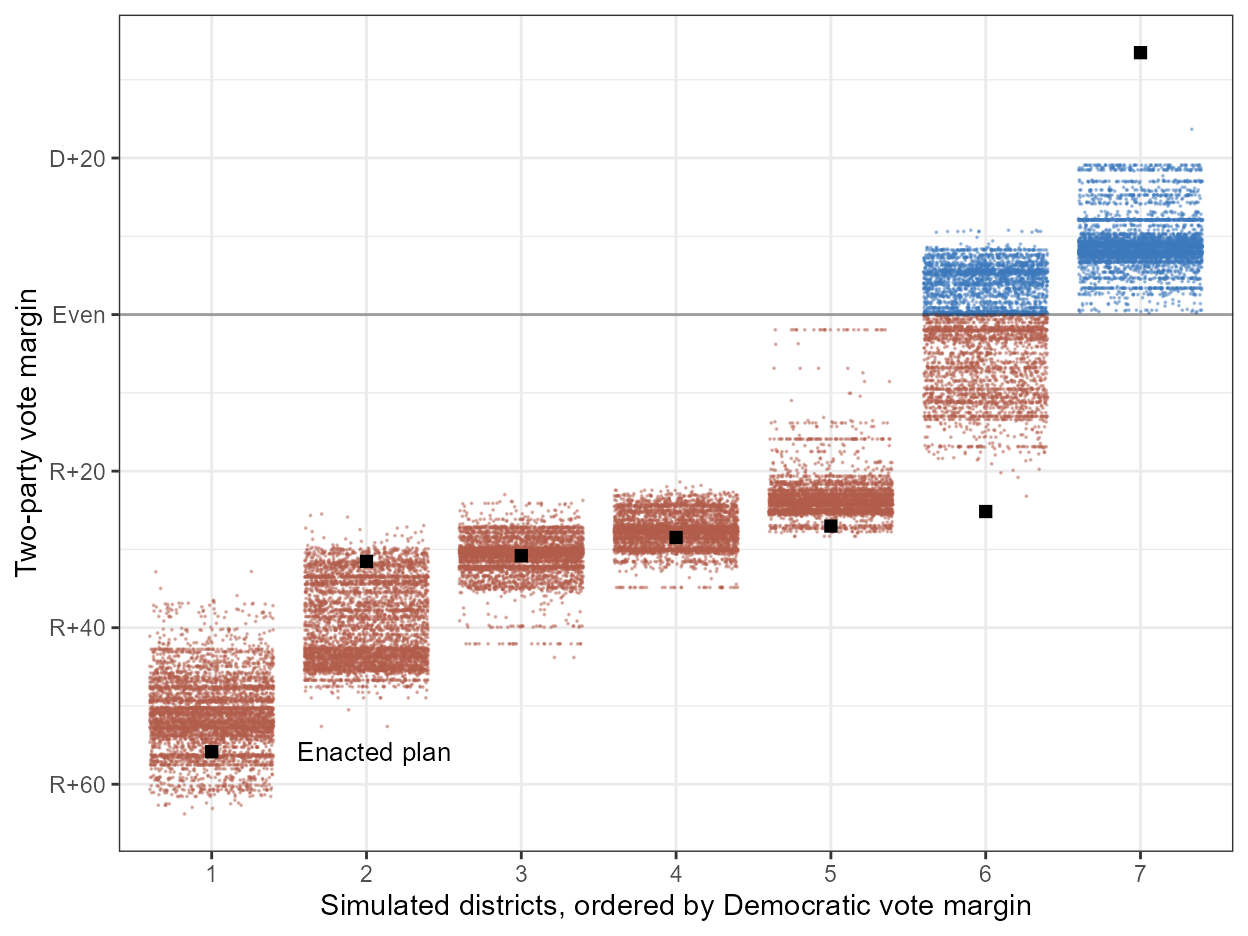 Two-party vote margin
D+20
Even
R+20
R+40
R+60
Enacted plan
1 2 3 4 5 6 7
Simulated districts, ordered by Democratic vote margin